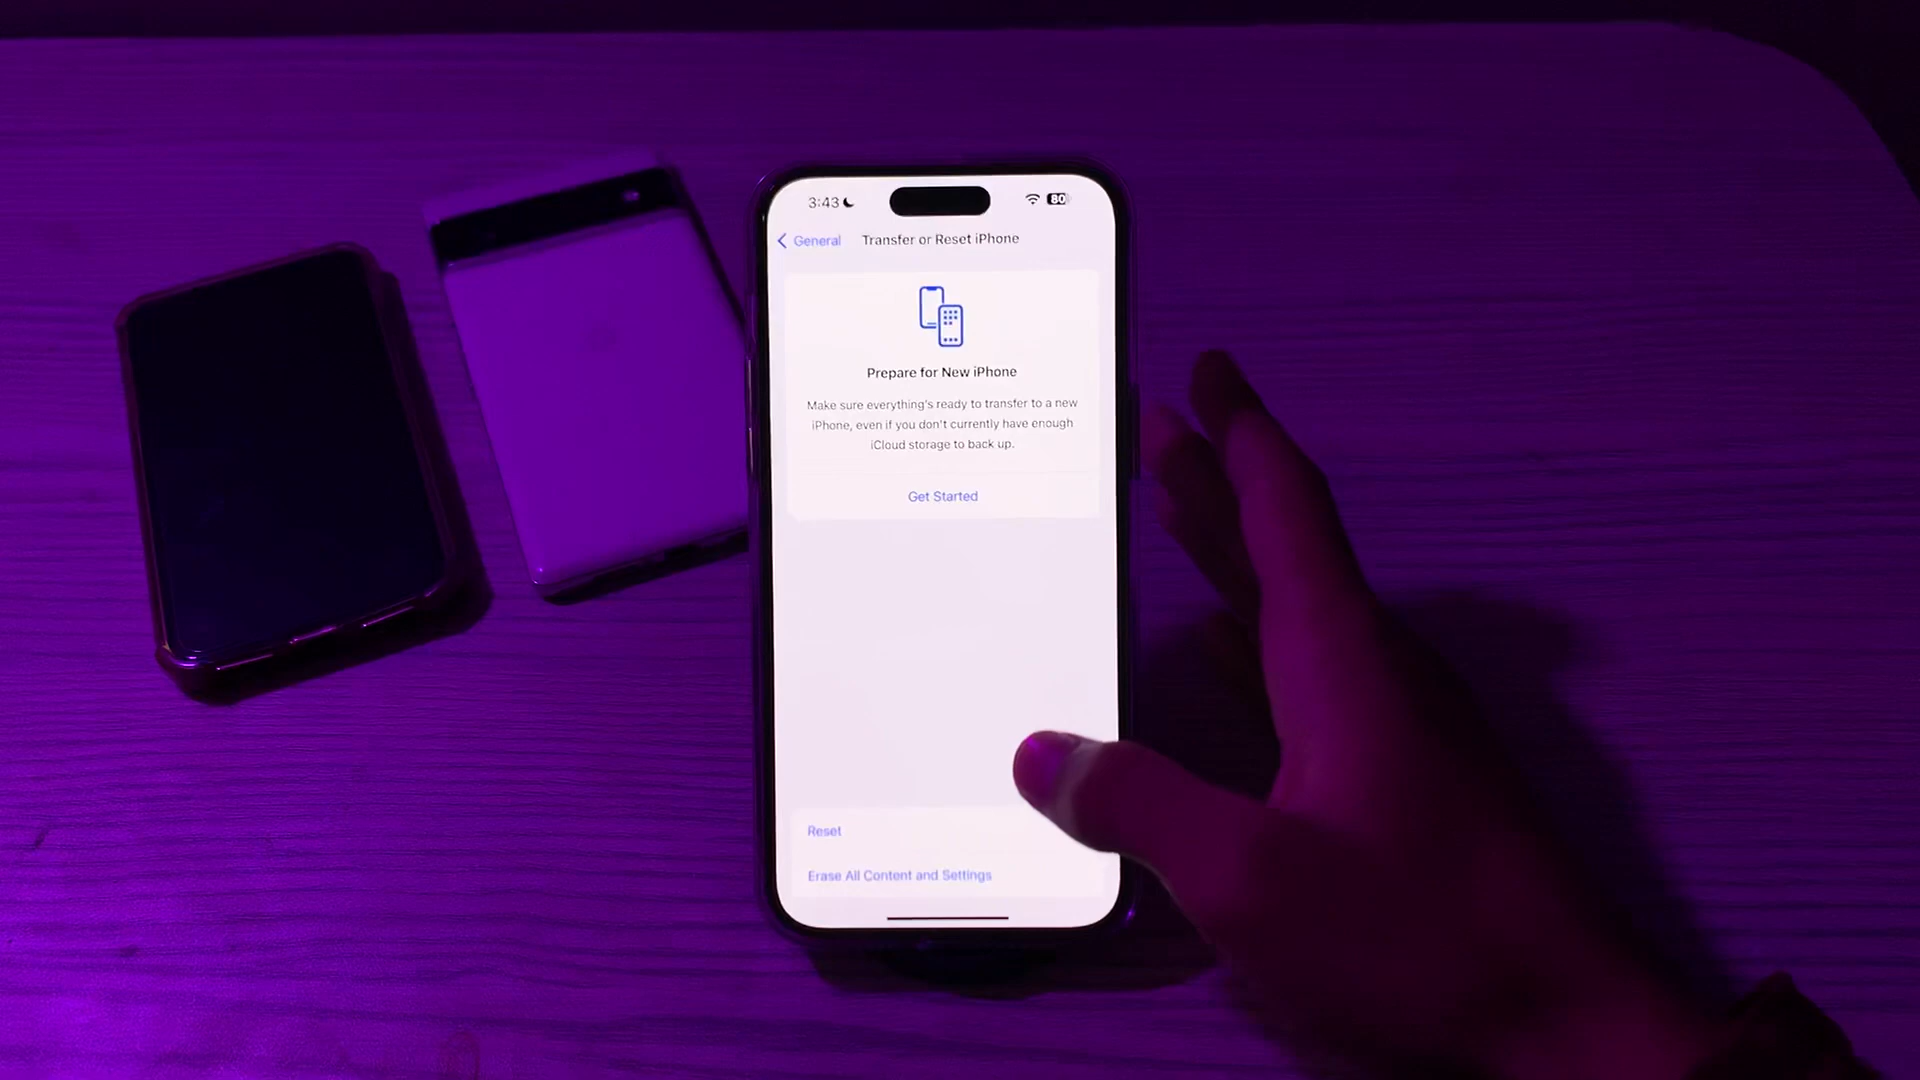 3:43
80
General
Transfer or Reset iPhone
Prepare for New iPhone
Make sure everything's ready to transfer to a new
iPhone, even if you don't currently have enough
iCloud storage to back up.
Get Started
Reset
Erase All Content and Settings